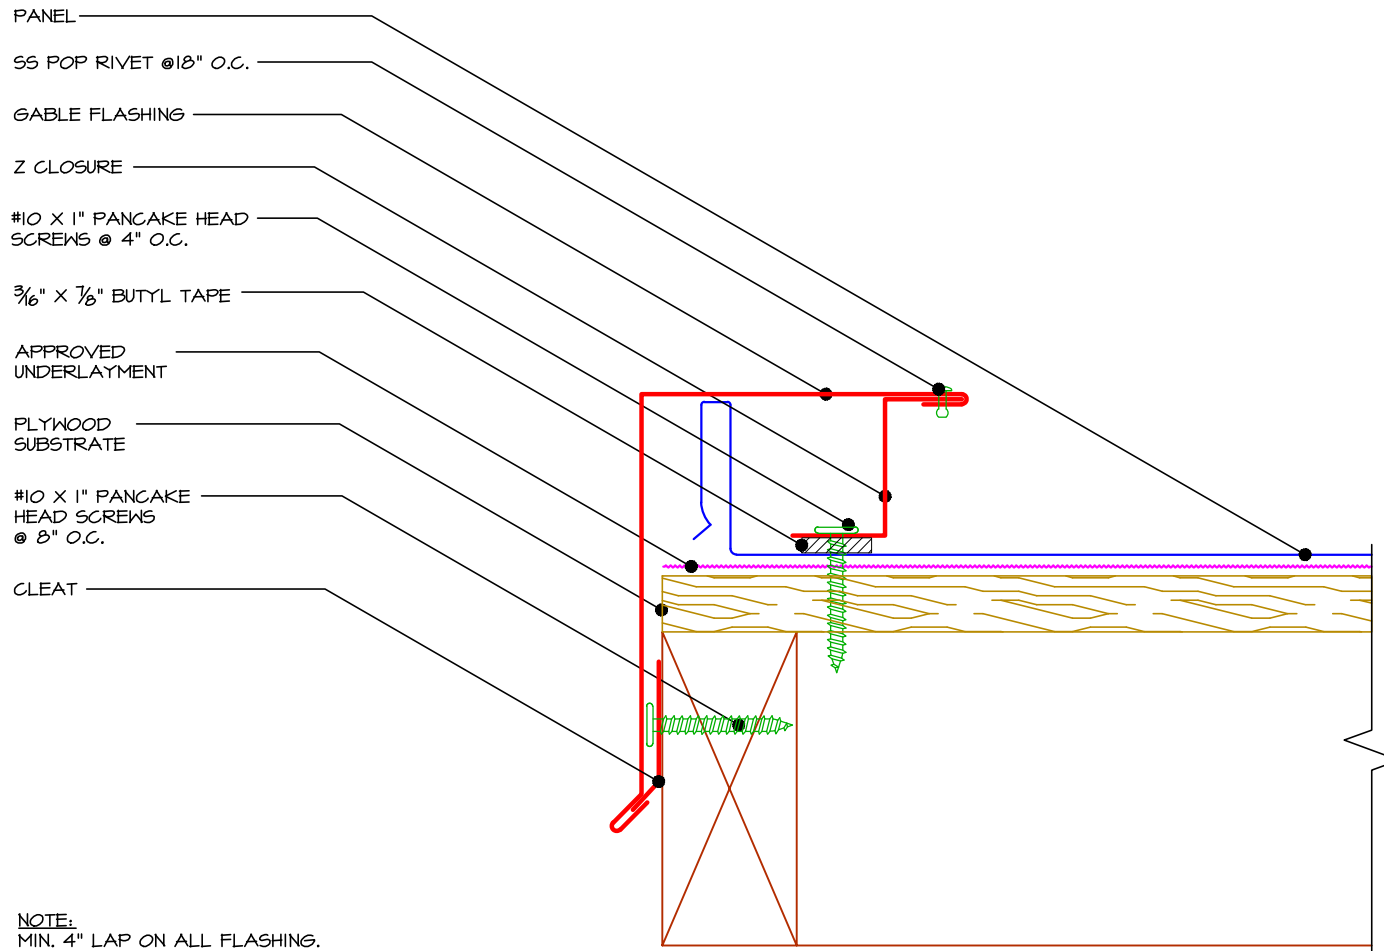 PANEL
SS POP RIVET @18" O.C.
GABLE FLASHING
Z CLOSURE
#10 X 1" PANCAKE HEAD
SCREWS @ 4" O.C.
3/16" X 7/8" BUTYL TAPE
APPROVED
UNDERLAYMENT
PLYWOOD
SUBSTRATE
#10 X 1" PANCAKE
HEAD SCREWS
@ 8" O.C.
CLEAT
NOTE:
MIN. 4" LAP ON ALL FLASHING.